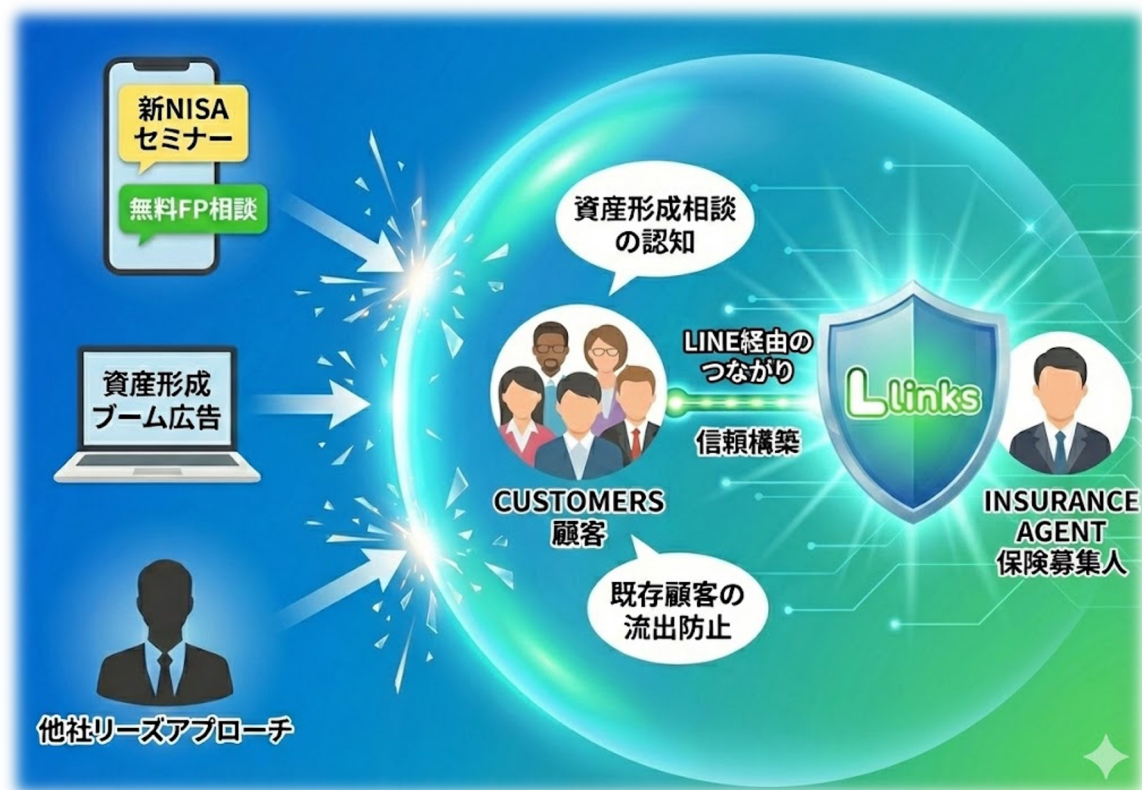 新NISA
セミナー
無料FP相談
資産形成
ブーム広告
他社リーズアプローチ
資産形成相談
の認知
CUSTOMERS
顧客
既存顧客の
流出防止
LINE経由の
つながり
信頼構築
L links
INSURANCE
AGENT
保険募集人